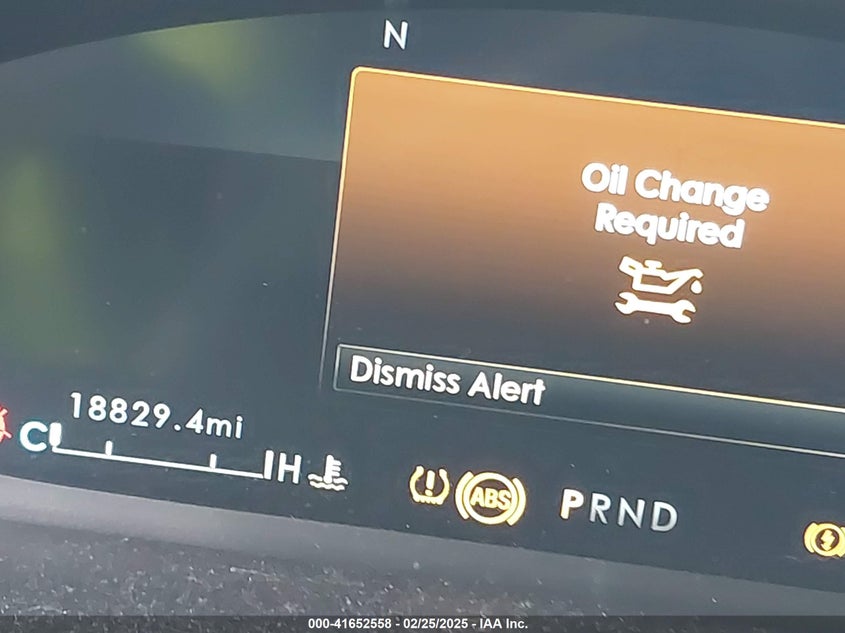 N
Oil Change
Required
Dismiss Alert
18829.4mi
C H
ABS
PRND
000-41652558 - 02/25/2025 - IAA Inc.